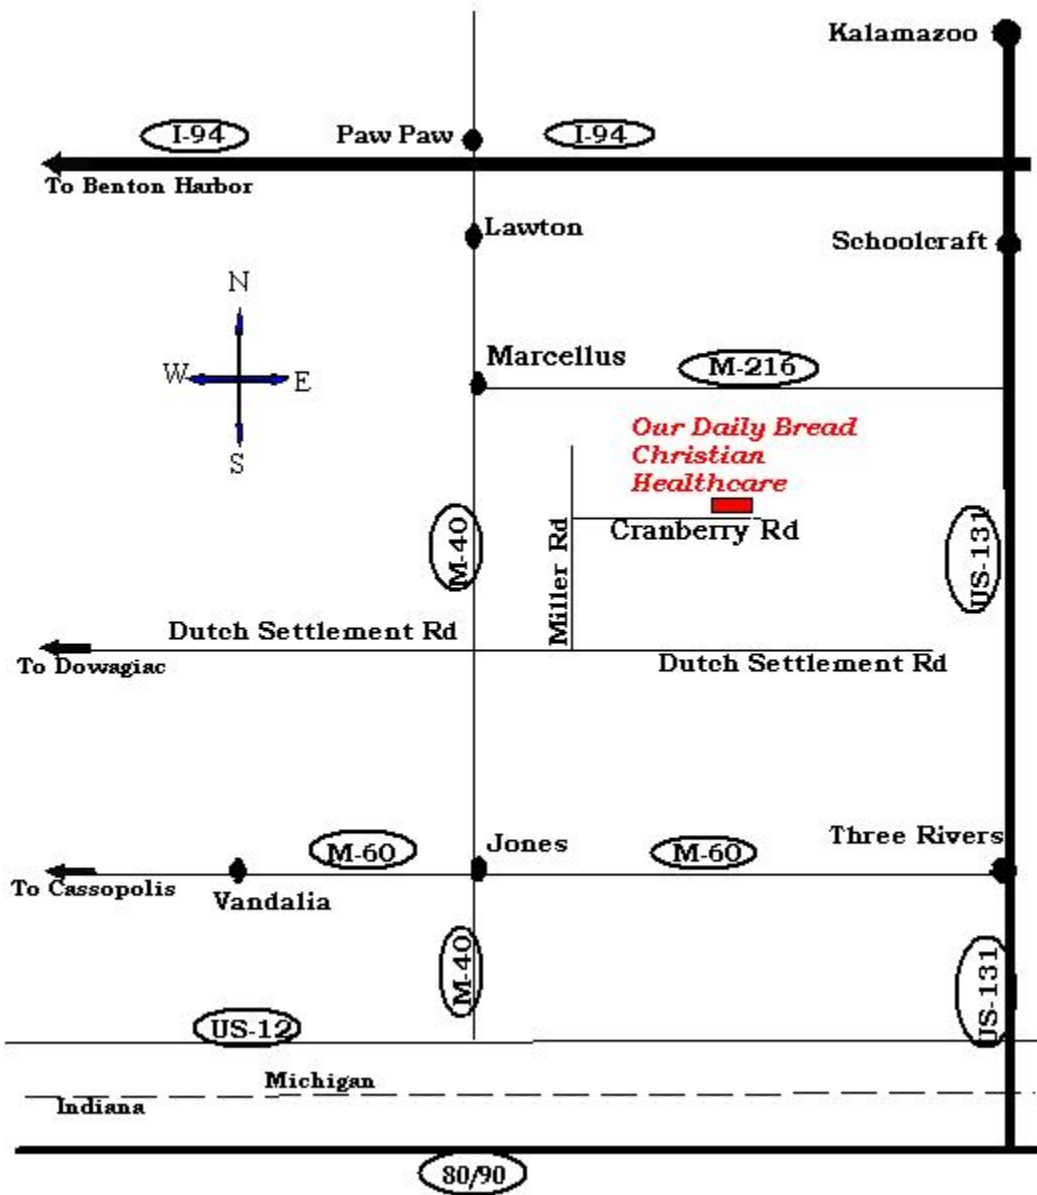 Kalamazoo
I-94
Paw Paw
I-94
To Benton Harbor
Lawton
Schoolcraft
N
W
E
S
Marcellus
M-216
Our Daily Bread
Christian
Healthcare
Cranberry Rd
M-40
Miller Rd
US-131
Dutch Settlement Rd
To Dowagiac
Dutch Settlement Rd
M-60
Jones
M-60
Three Rivers
To Cassopolis
Vandalia
M-40
US-131
US-12
Michigan
Indiana
80/90